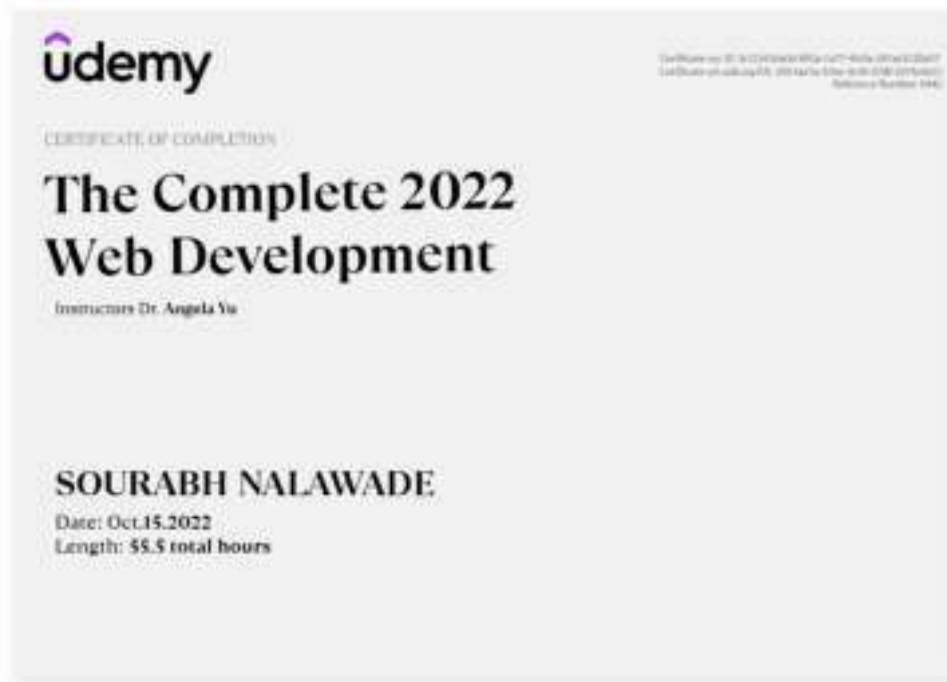 ûdemy
CERTIFICATE OF COMPLETION
The Complete 2022
Web Development
Instructors Dr. Angela Yu
SOURABH NALAWADE
Date: Oct.15.2022
Length: 55.5 total hours